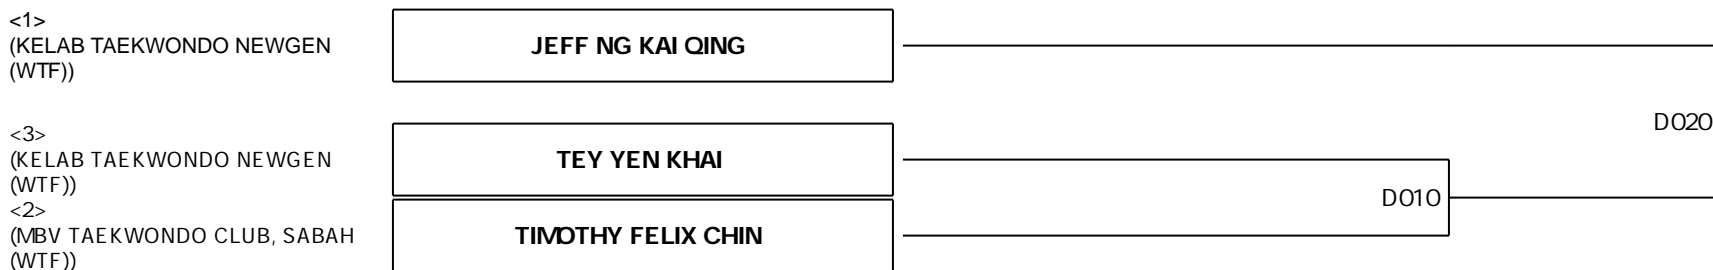 <1>
(KELAB TAEKWONDO NEWGEN
(WTF))
JEFF NG KAI QING
D020
<3>
(KELAB TAEKWONDO NEWGEN
(WTF))
TEY YEN KHAI
D010
<2>
(MBV TAEKWONDO CLUB, SABAH
(WTF))
TIMOTHY FELIX CHIN